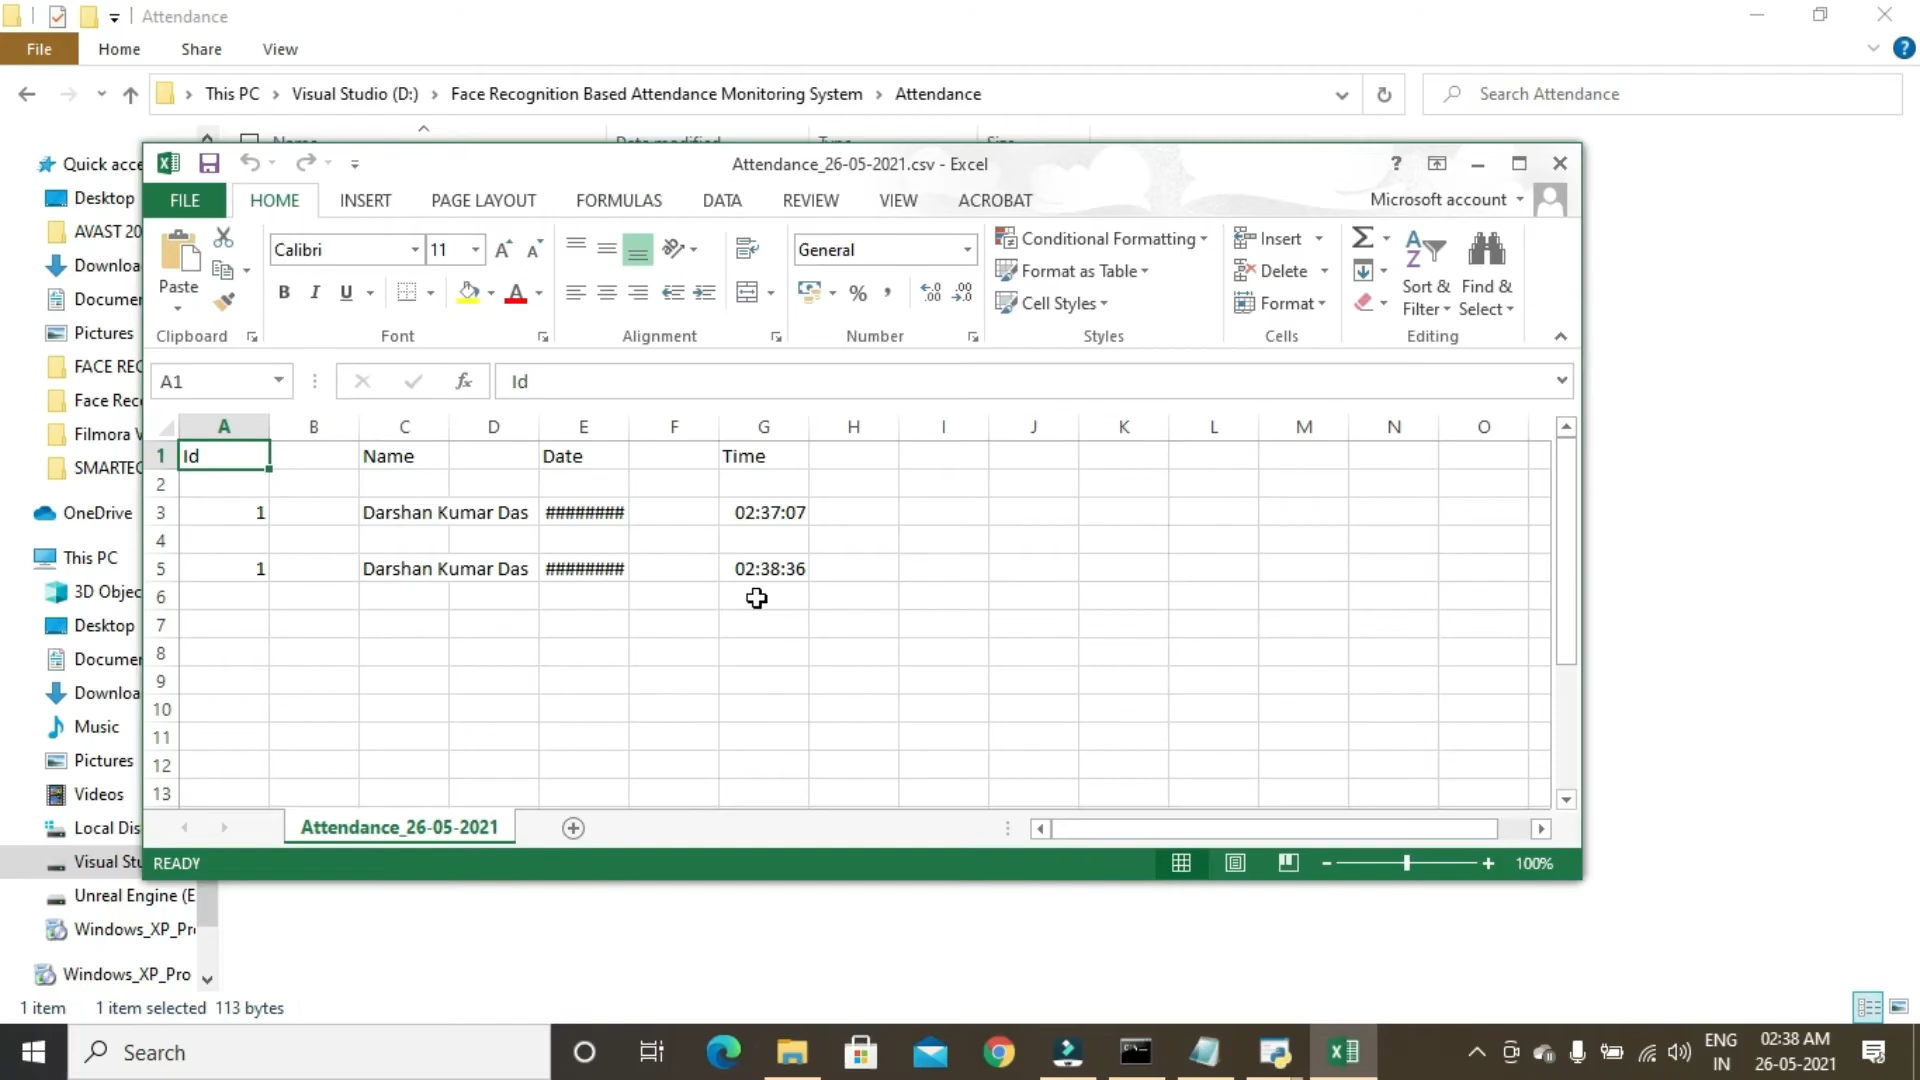 Attendance
File Home Share View
This PC Visual Studio (D:) Face Recognition Based Attendance Monitoring System Attendance
Search Attendance
Attendance_26-05-2021.csv - Excel
FILE HOME INSERT PAGE LAYOUT FORMULAS DATA REVIEW VIEW ACROBAT
Microsoft account
Paste
Clipboard
Calibri 11
B I U
Font
Alignment
General
Number
Conditional Formatting
Format as Table
Cell Styles
Styles
Insert
Delete
Format
Cells
Sort &
Filter
Find &
Select
Editing
A1 fx Id
A B C D E F G H I J K L M N O
1 Id Name Date Time
2
3 1 Darshan Kumar Das ######## 02:37:07
4
5 1 Darshan Kumar Das ######## 02:38:36
6
7
8
9
10
11
12
13
Attendance_26-05-2021
READY
100%
Quick acce
Desktop
AVAST 20
Downloa
Documer
Pictures
FACE REC
Face Reco
Filmora V
SMARTEC
OneDrive
This PC
3D Objec
Desktop
Documer
Downloa
Music
Pictures
Videos
Local Dis
Visual Stu
Unreal Engine (E
Windows_XP_Pr
Windows_XP_Pro
1 item 1 item selected 113 bytes
Search
ENG
IN
02:38 AM
26-05-2021